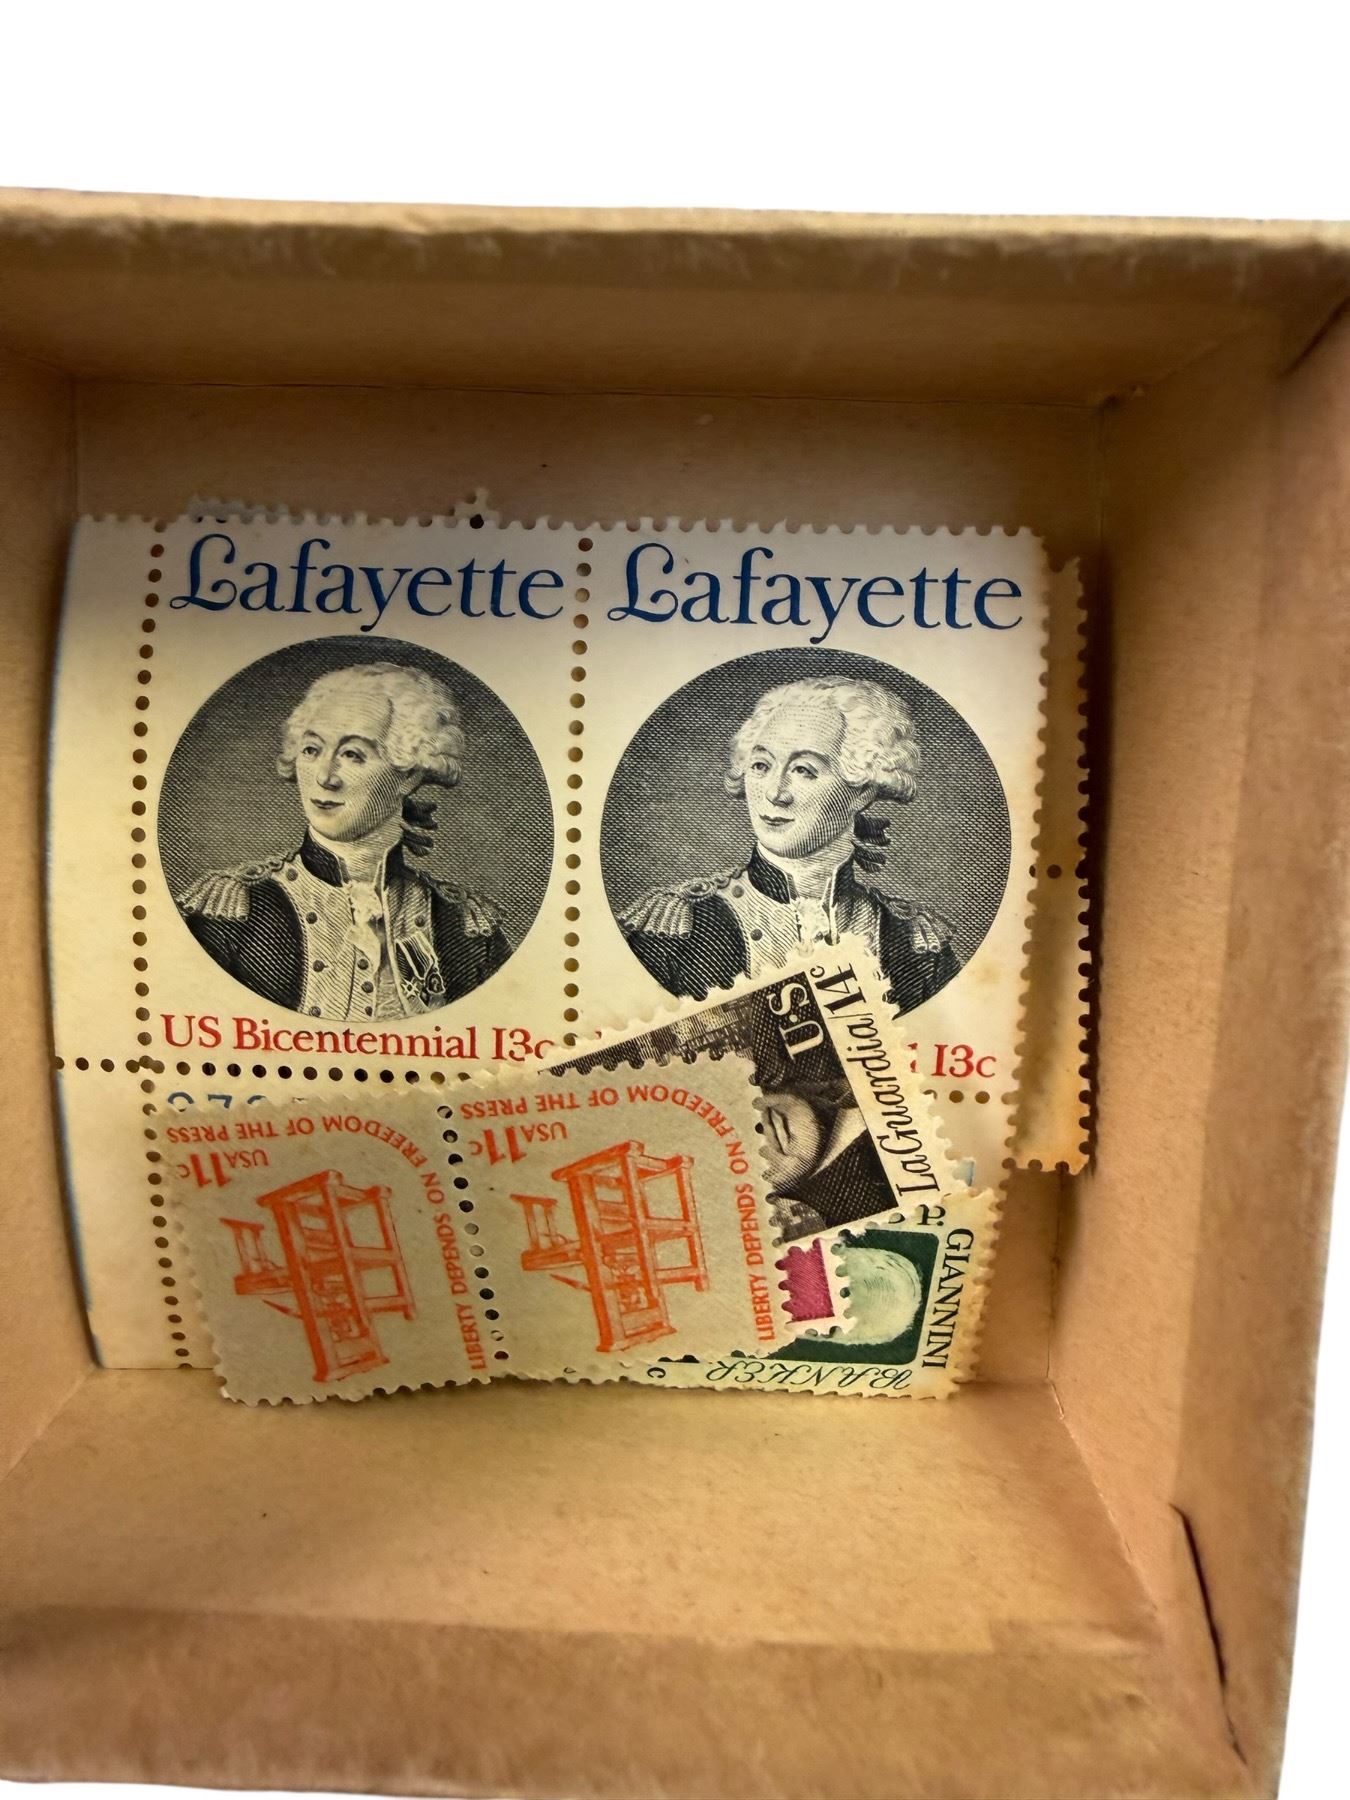 Lafayette
Lafayette
US Bicentennial 13c
13c
U.S.
14c
LaGuardia
USA 11c
LIBERTY DEPENDS ON FREEDOM OF THE PRESS
USA 11c
LIBERTY DEPENDS ON FREEDOM OF THE PRESS
GIANNINI
BANKER
c